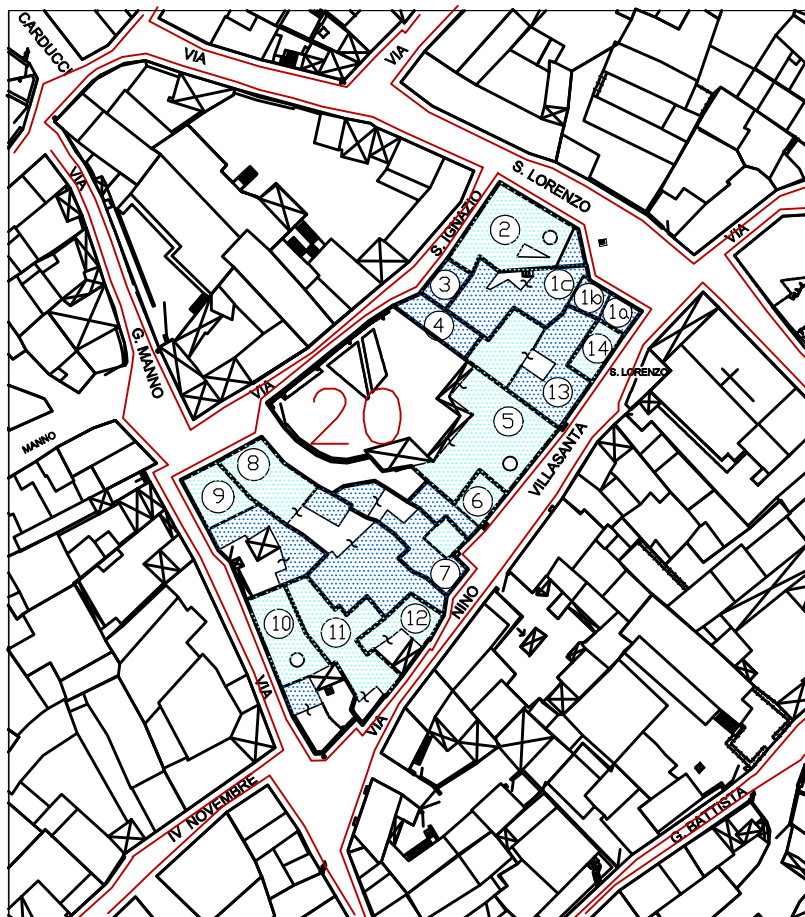 CARDUCCI
VIA
VIA
S. LORENZO
VIA
VIA
S. IGNAZIO
2
3
1c
1b
1a
4
14
G. MANNO
S. LORENZO
13
VIA
20
5
MANNO
VILLASANTA
8
9
6
7
NINO
10
11
12
VIA
VIA
IV NOVEMBRE
G. BATTISTA